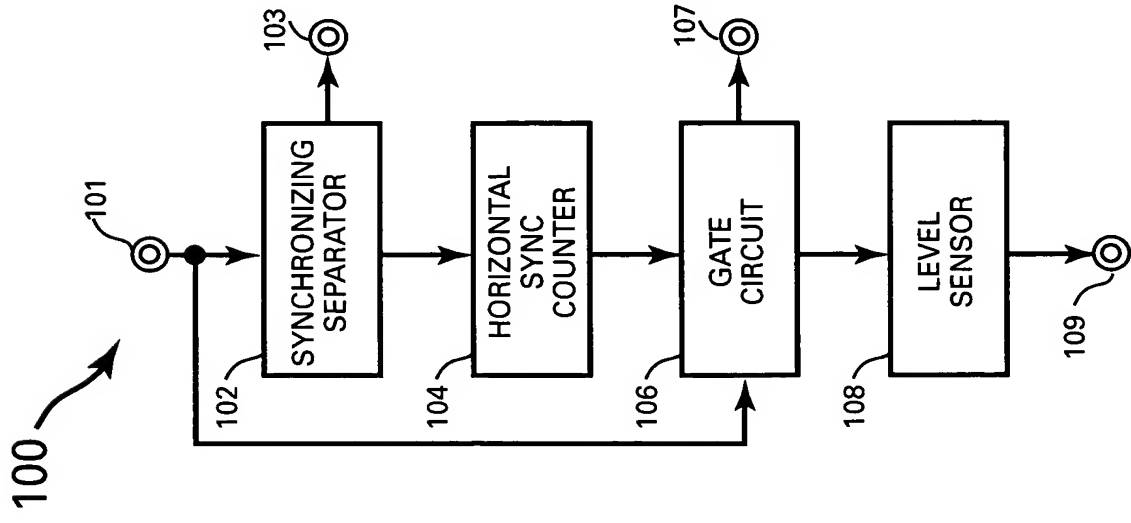 100
101
102
SYNCHRONIZING
SEPARATOR
103
104
HORIZONTAL
SYNC
COUNTER
106
GATE
CIRCUIT
107
108
LEVEL
SENSOR
109